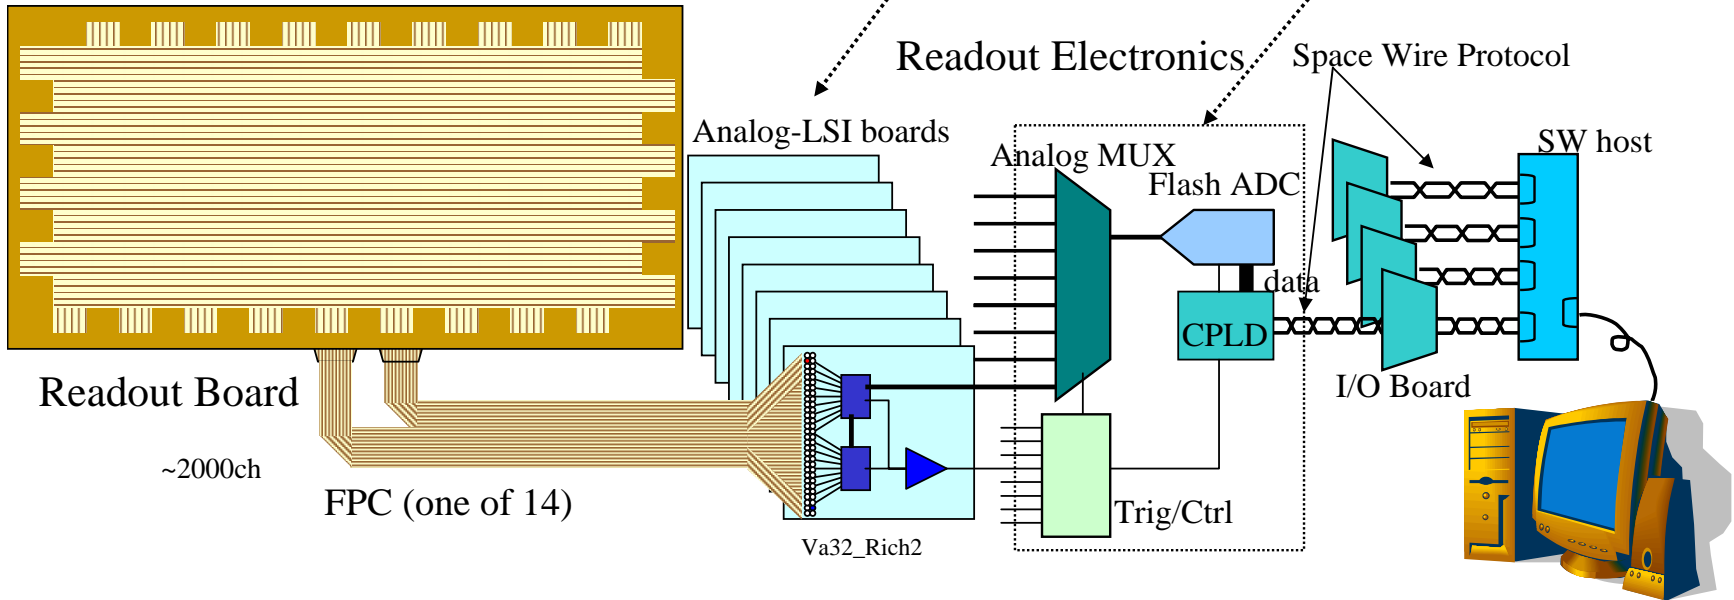 Readout Electronics
Space Wire Protocol
Analog-LSI boards
Analog MUX
SW host
Flash ADC
data
CPLD
I/O Board
Readout Board
~2000ch
FPC (one of 14)
Trig/Ctrl
Va32_Rich2